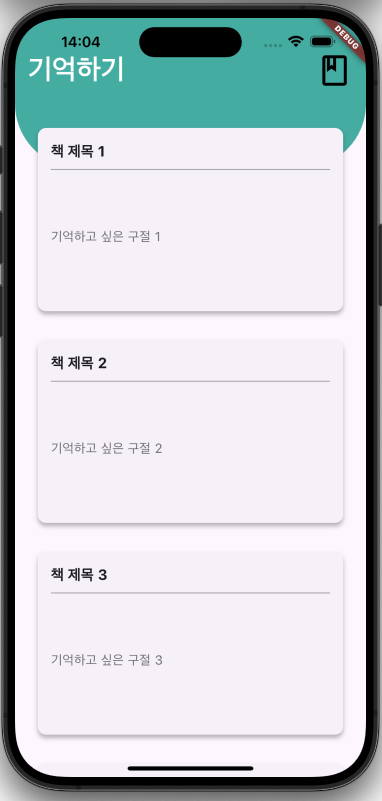 14:04
DEBUG
기억하기
책 제목 1
기억하고 싶은 구절 1
책 제목 2
기억하고 싶은 구절 2
책 제목 3
기억하고 싶은 구절 3